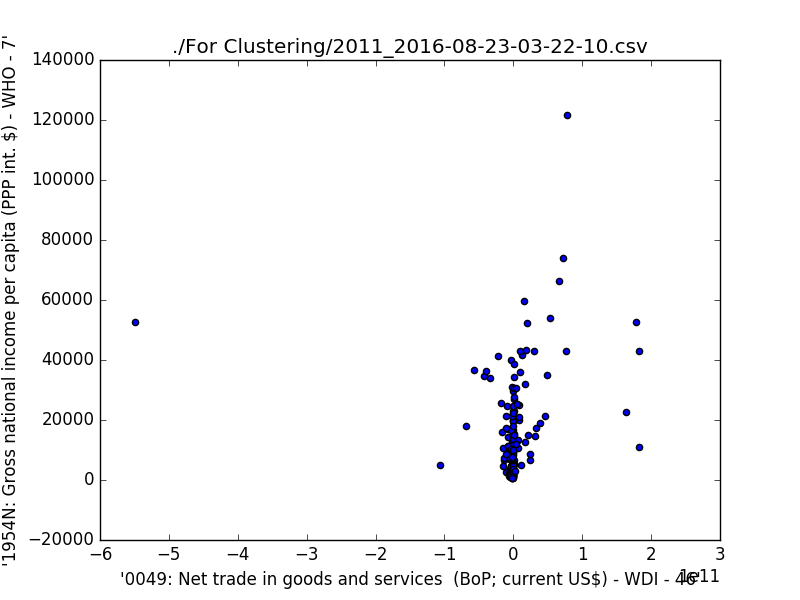 ./For Clustering/2011_2016-08-23-03-22-10.csv
'1954N: Gross national income per capita (PPP int. $) - WHO - 7'
140000
120000
100000
80000
60000
40000
20000
0
−20000
−6 −5 −4 −3 −2 −1 0 1 2 3
1e11
'0049: Net trade in goods and services (BoP; current US$) - WDI - 46'